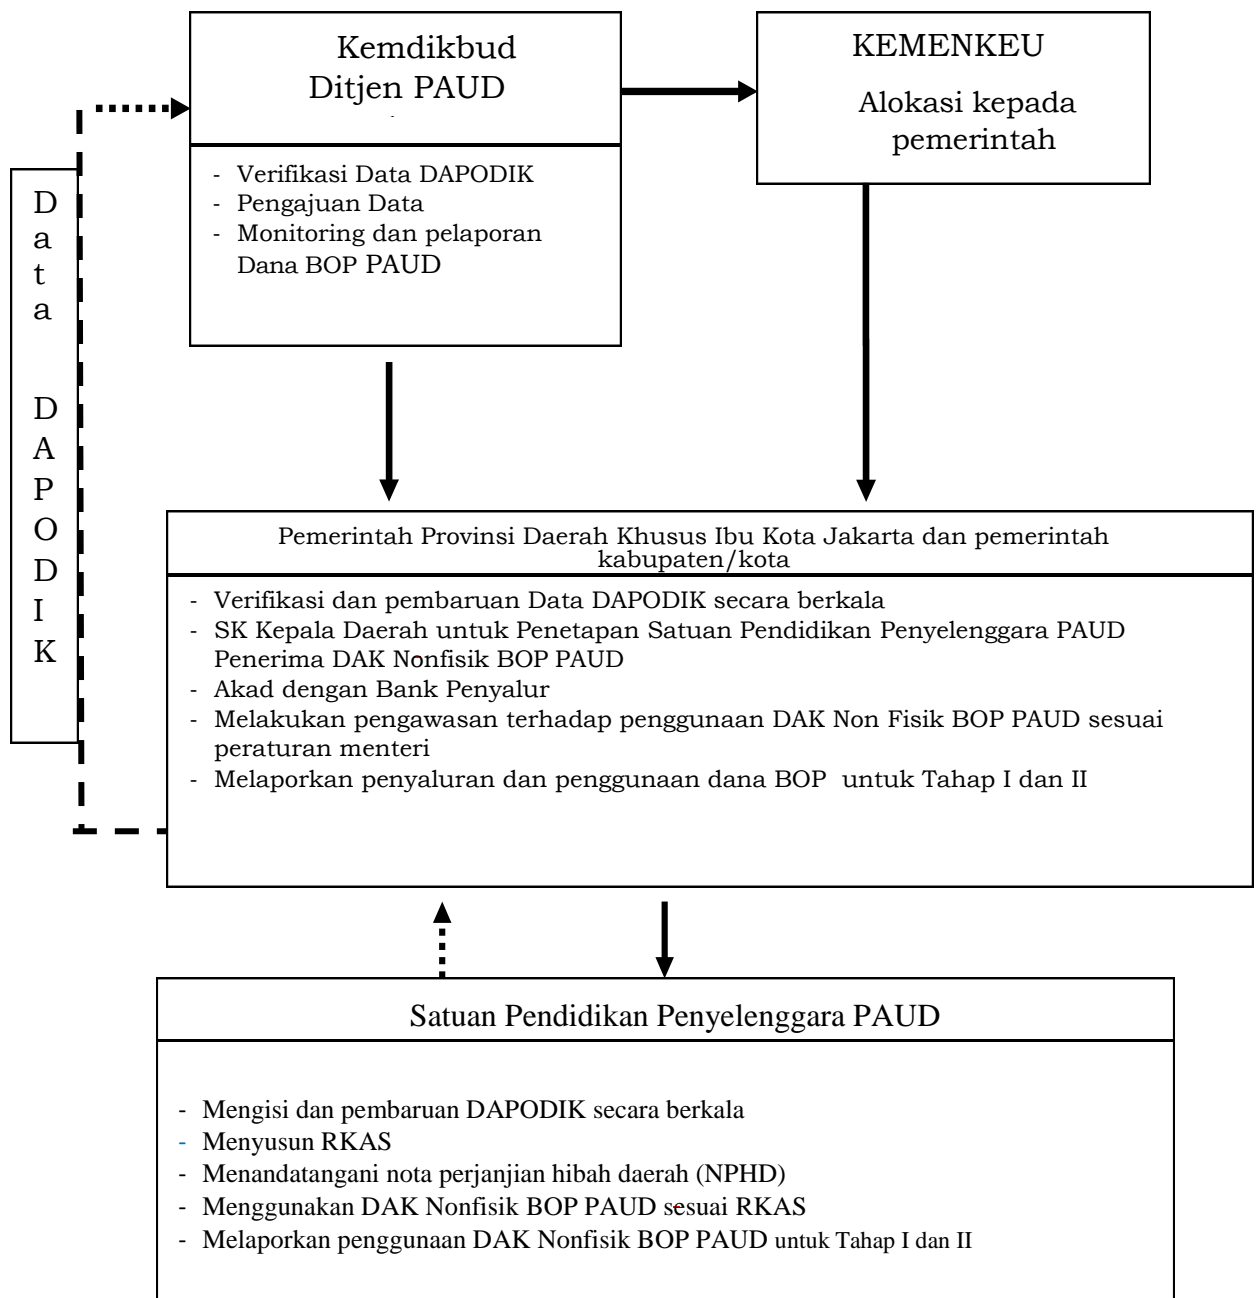 Kemdikbud
Ditjen PAUD
KEMENKEU
Alokasi kepada
pemerintah
- Verifikasi Data DAPODIK
- Pengajuan Data
- Monitoring dan pelaporan
Dana BOP PAUD
Data
DAPODIK
Pemerintah Provinsi Daerah Khusus Ibu Kota Jakarta dan pemerintah
kabupaten/kota
- Verifikasi dan pembaruan Data DAPODIK secara berkala
- SK Kepala Daerah untuk Penetapan Satuan Pendidikan Penyelenggara PAUD
Penerima DAK Nonfisik BOP PAUD
- Akad dengan Bank Penyalur
- Melakukan pengawasan terhadap penggunaan DAK Non Fisik BOP PAUD sesuai
peraturan menteri
- Melaporkan penyaluran dan penggunaan dana BOP untuk Tahap I dan II
Satuan Pendidikan Penyelenggara PAUD
- Mengisi dan pembaruan DAPODIK secara berkala
- Menyusun RKAS
- Menandatangani nota perjanjian hibah daerah (NPHD)
- Menggunakan DAK Nonfisik BOP PAUD sesuai RKAS
- Melaporkan penggunaan DAK Nonfisik BOP PAUD untuk Tahap I dan II